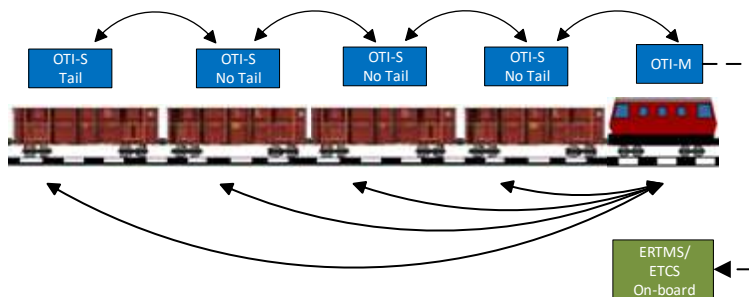 OTI-S
Tail
OTI-S
No Tail
OTI-S
No Tail
OTI-S
No Tail
OTI-M
ERTMS/
ETCS
On-board